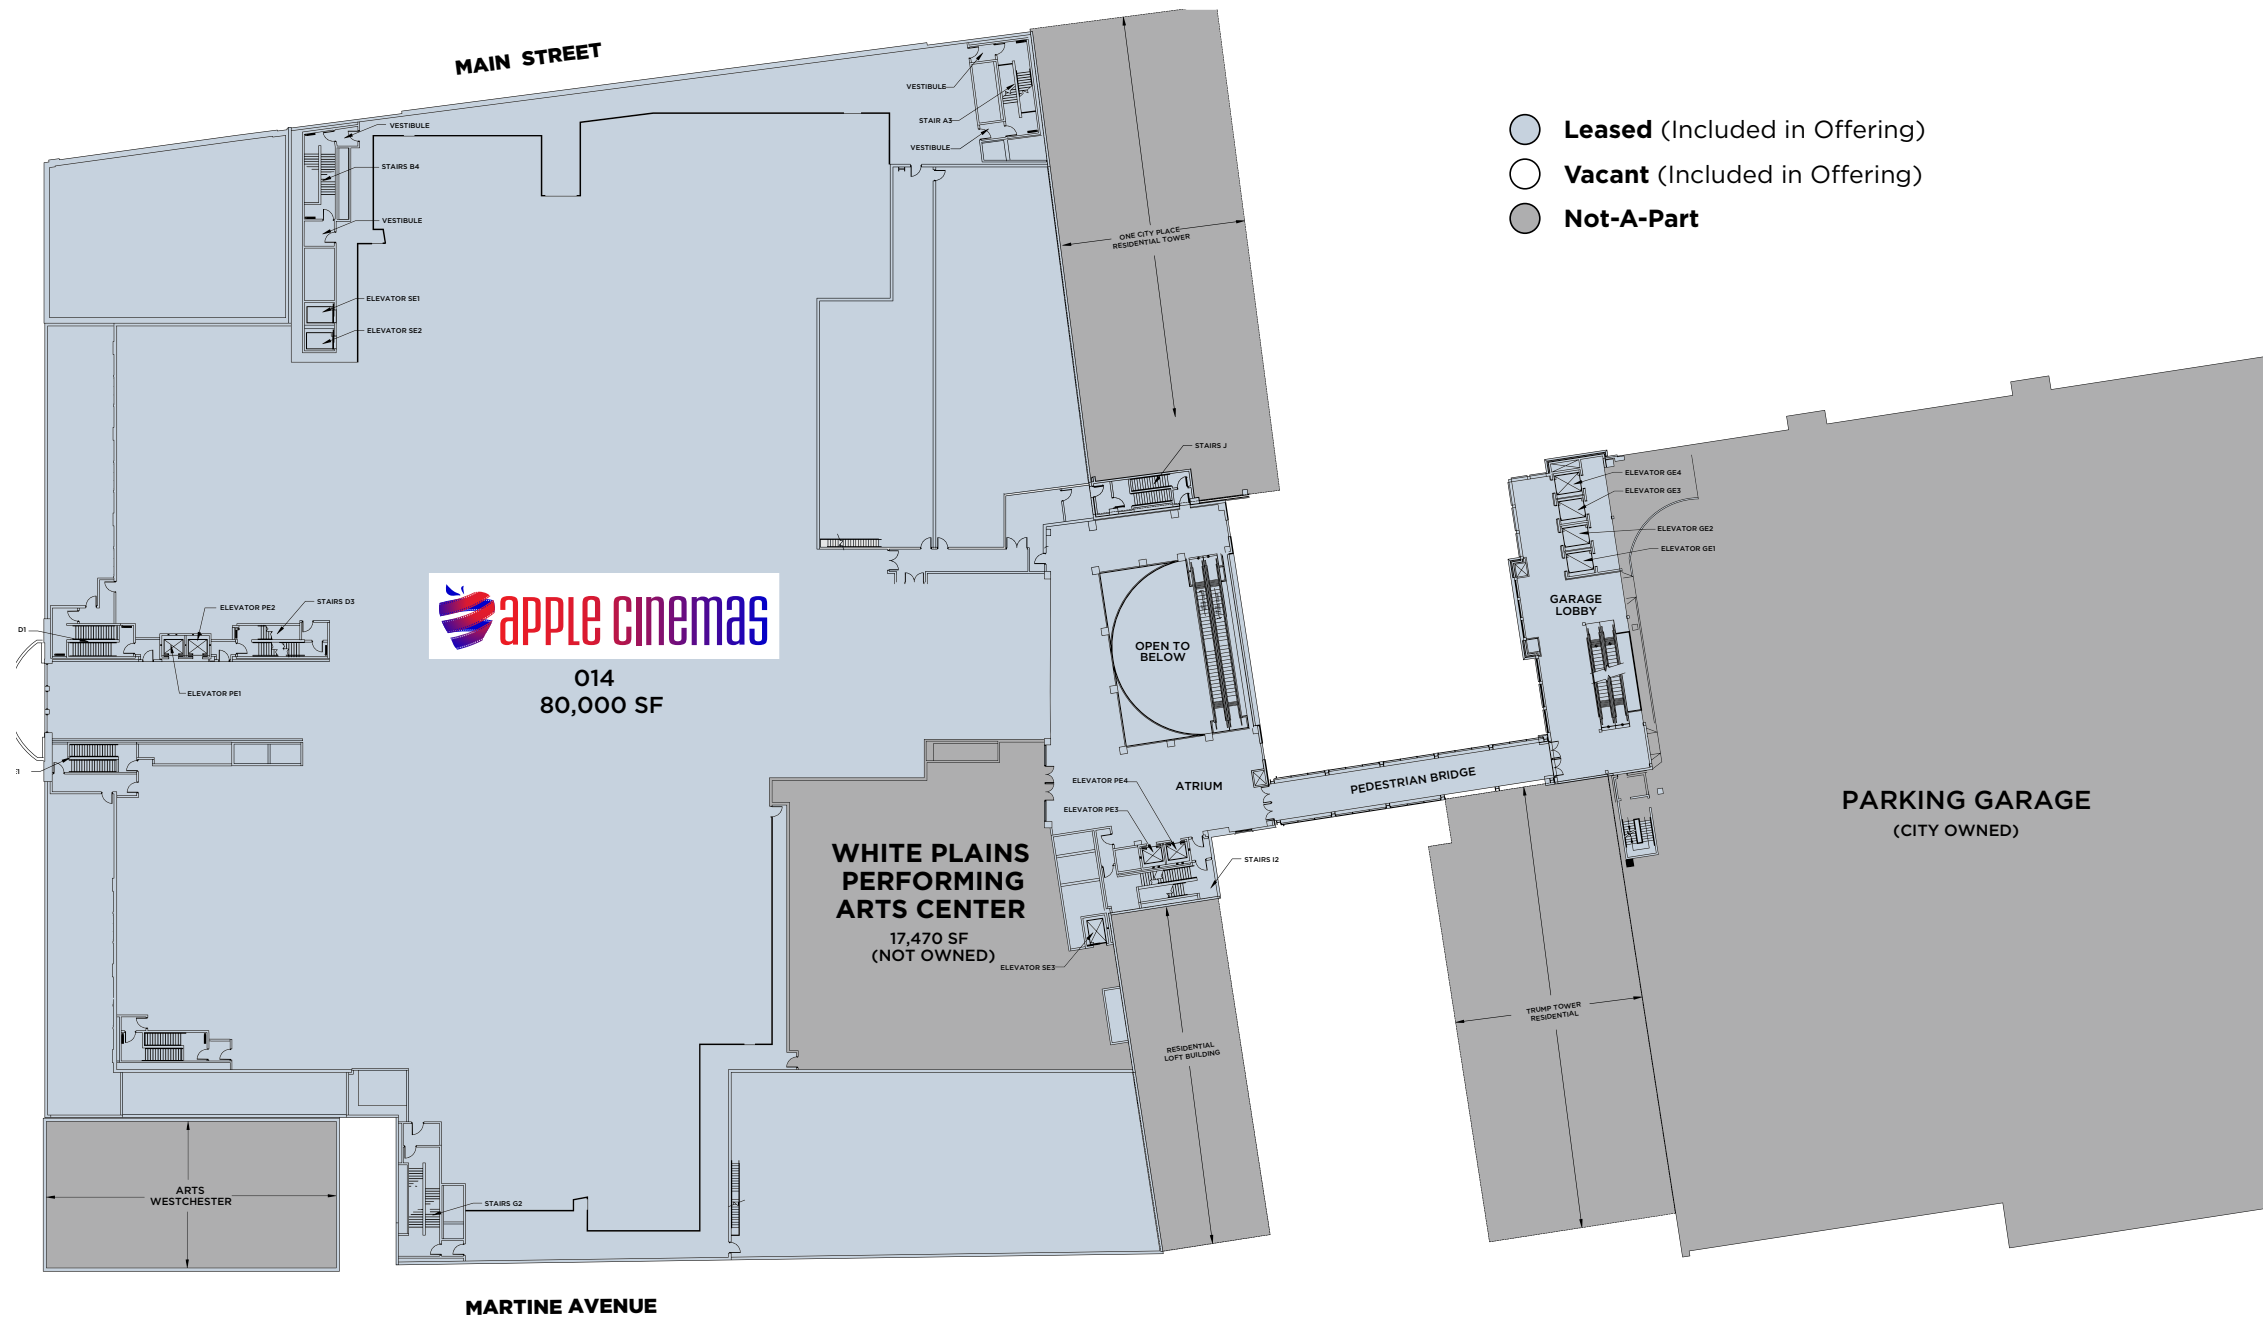 MAIN STREET
VESTIBULE
STAIR A3
VESTIBULE
VESTIBULE
STAIRS B4
VESTIBULE
ELEVATOR SE1
ELEVATOR SE2
Leased (Included in Offering)
Vacant (Included in Offering)
Not-A-Part
ONE CITY PLACE
RESIDENTIAL TOWER
STAIRS J
ELEVATOR GE4
ELEVATOR GE3
ELEVATOR GE2
ELEVATOR GE1
GARAGE
LOBBY
D1
ELEVATOR PE2
STAIRS D3
ELEVATOR PE1
apple cinemas
014
80,000 SF
OPEN TO
BELOW
ATRIUM
PEDESTRIAN BRIDGE
ELEVATOR PE4
ELEVATOR PE3
STAIRS I2
ELEVATOR SE3
WHITE PLAINS
PERFORMING
ARTS CENTER
17,470 SF
(NOT OWNED)
PARKING GARAGE
(CITY OWNED)
TRUMP TOWER
RESIDENTIAL
RESIDENTIAL
LOFT BUILDING
ARTS
WESTCHESTER
STAIRS G2
MARTINE AVENUE